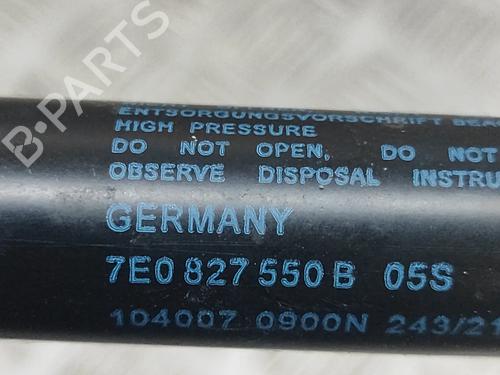 B-PARTS
ENTSORGUNGSVORSCHRIFT
HIGH PRESSURE
DO NOT OPEN. DO NOT
OBSERVE DISPOSAL INSTRU
GERMANY
7E0 827 550 B 05S
104007 0900N 243/21